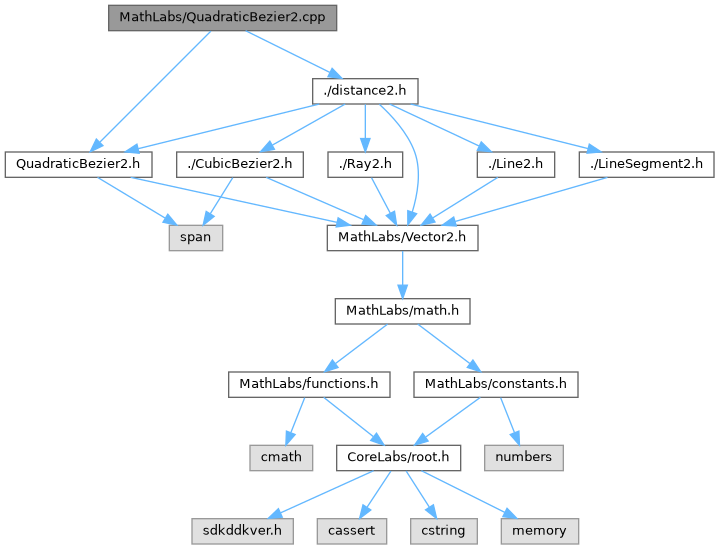 MathLabs/QuadraticBezier2.cpp
./distance2.h
QuadraticBezier2.h
./CubicBezier2.h
./Ray2.h
./Line2.h
./LineSegment2.h
span
MathLabs/Vector2.h
MathLabs/math.h
MathLabs/functions.h
MathLabs/constants.h
cmath
CoreLabs/root.h
numbers
sdkddkver.h
cassert
cstring
memory